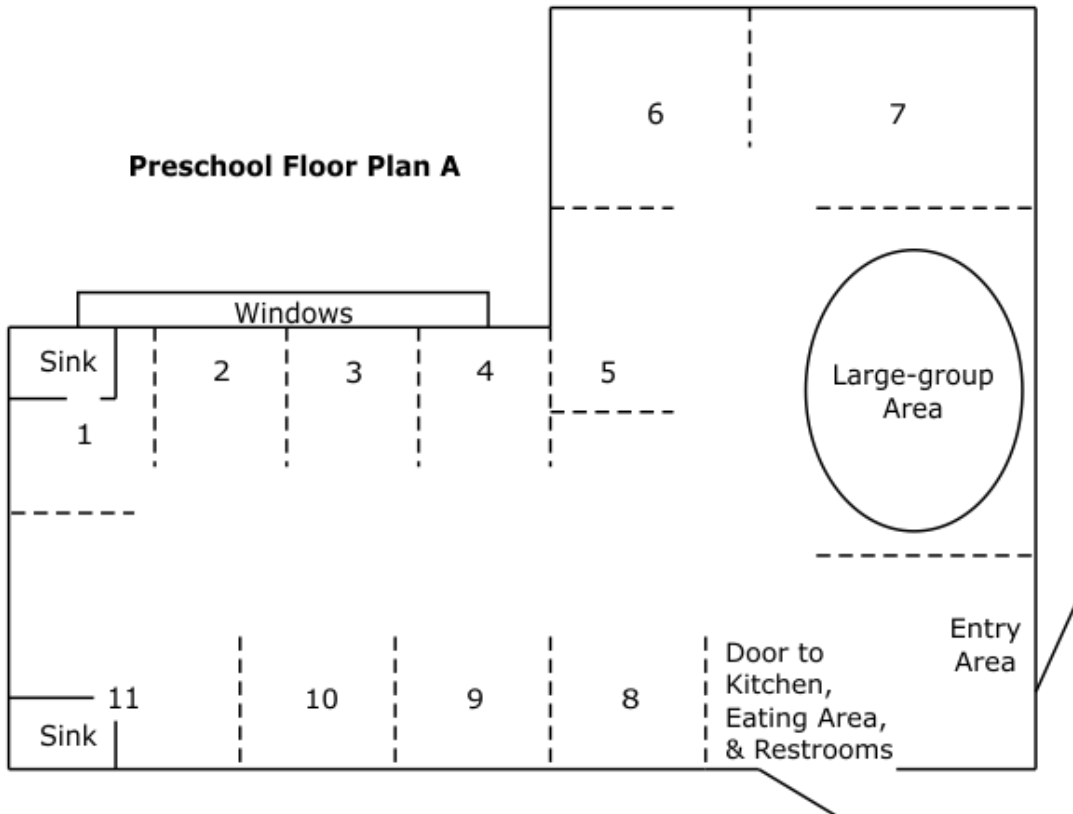 6
7
Preschool Floor Plan A
Windows
Sink
2
3
4
5
Large-group
Area
1
Entry
Area
Door to
Kitchen,
Eating Area,
& Restrooms
11
10
9
8
Sink